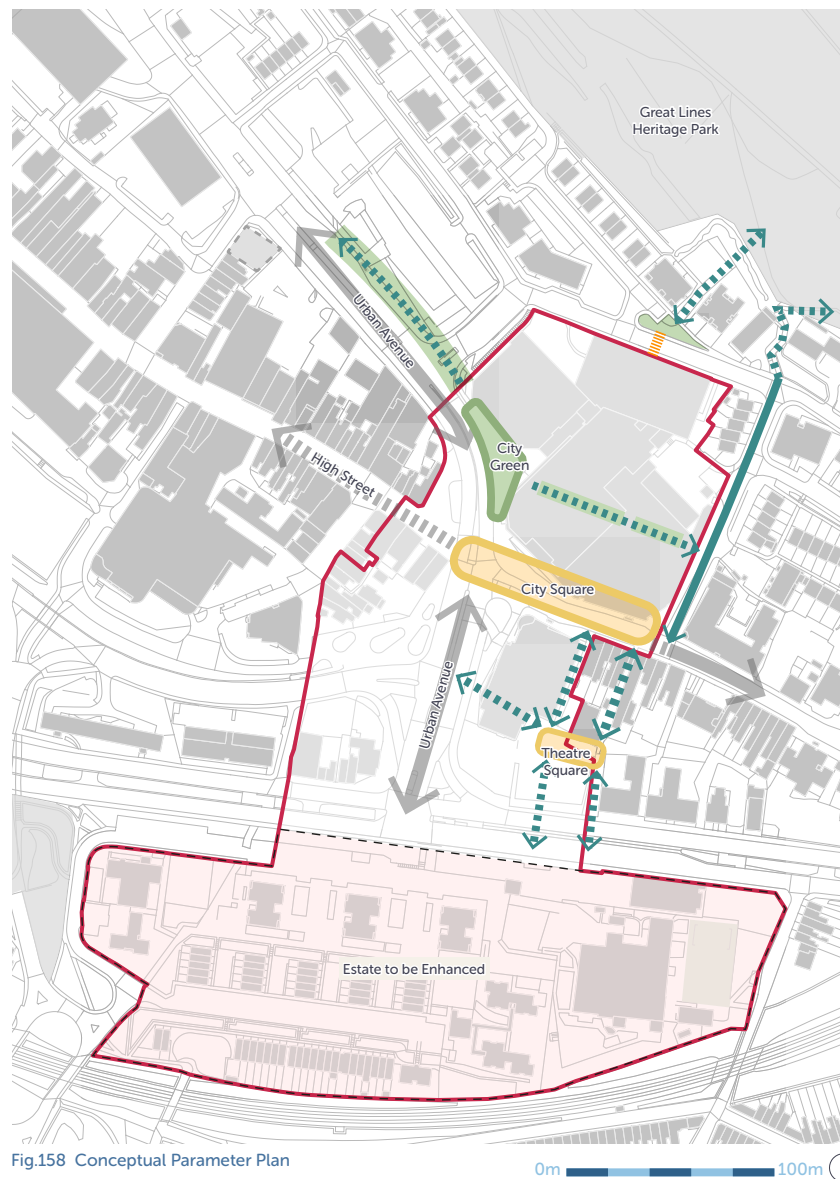 Great Lines
Heritage Park
Urban Avenue
High Street
City
Green
City Square
Urban Avenue
Theatre
Square
Estate to be Enhanced
Fig.158 Conceptual Parameter Plan
0m
100m